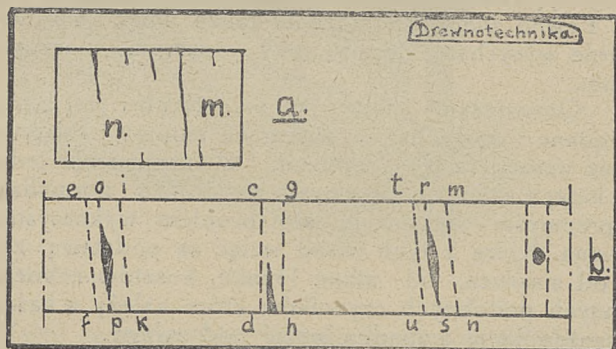 Drewnotechnika.
m.
n.
a.
e o i c g t r m
b
f p k d h u s n